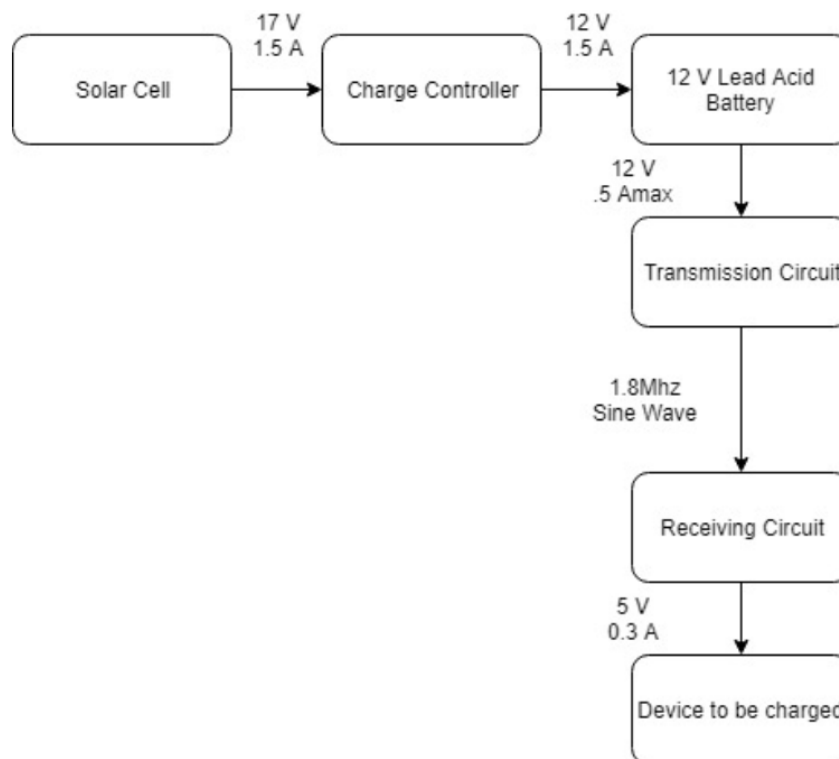 17 V
1.5 A
12 V
1.5 A
Solar Cell
Charge Controller
12 V Lead Acid
Battery
12 V
.5 Amax
Transmission Circuit
1.8Mhz
Sine Wave
Receiving Circuit
5 V
0.3 A
Device to be charged